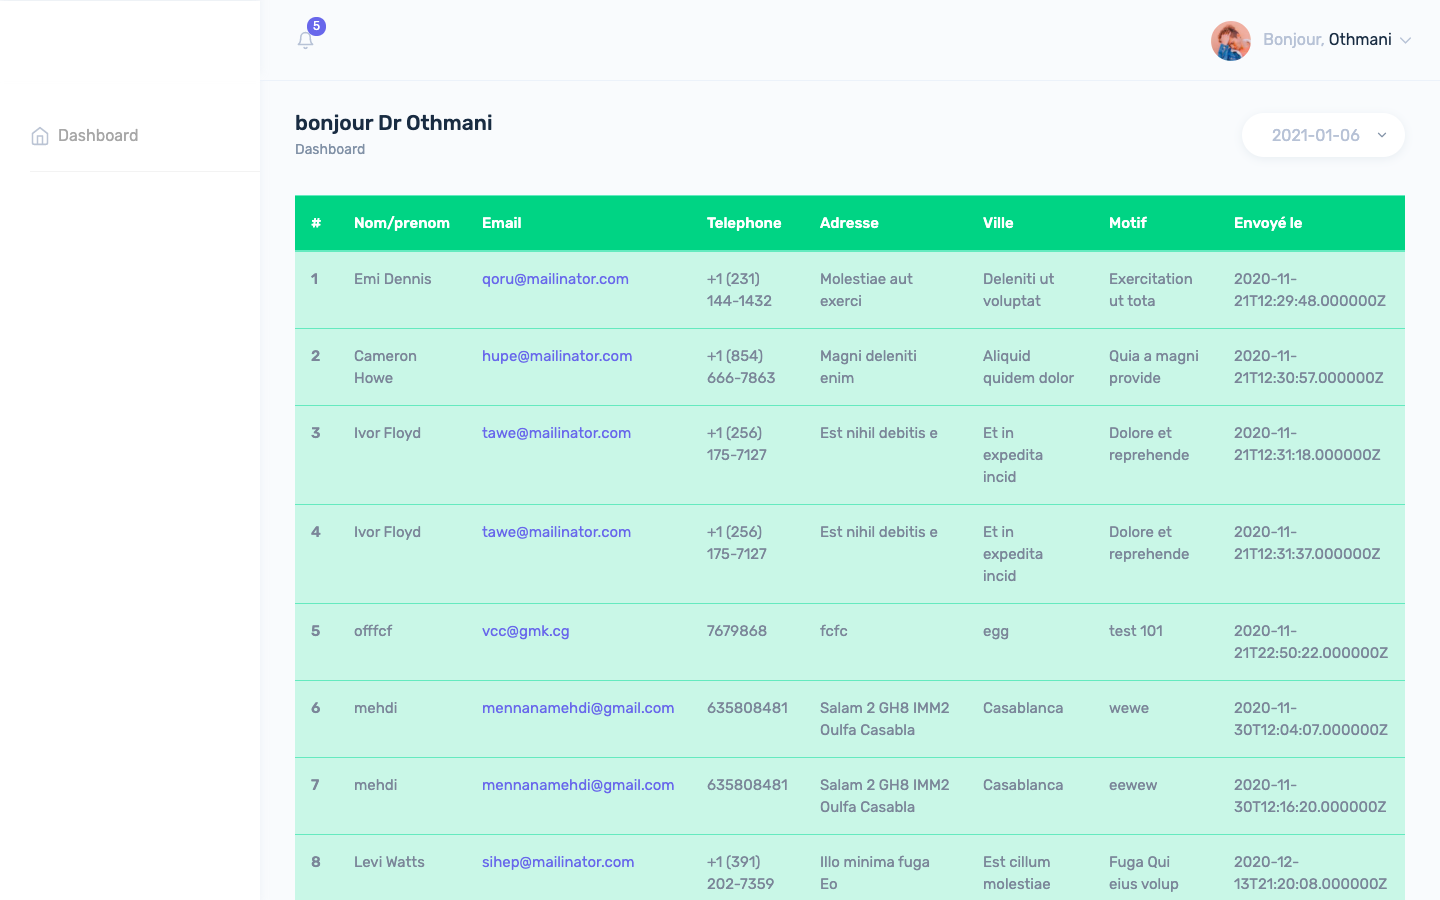 5
Bonjour, Othmani
Dashboard
bonjour Dr Othmani
Dashboard
2021-01-06
# Nom/prenom Email Telephone Adresse Ville Motif Envoyé le
1 Emi Dennis qoru@mailinator.com +1 (231) Molestiae aut Deleniti ut Exercitation 2020-11-
144-1432 exerci voluptat ut tota 21T12:29:48.000000Z
2 Cameron hupe@mailinator.com +1 (854) Magni deleniti Aliquid Quia a magni 2020-11-
Howe 666-7863 enim quidem dolor provide 21T12:30:57.000000Z
3 Ivor Floyd tawe@mailinator.com +1 (256) Est nihil debitis e Et in Dolore et 2020-11-
175-7127 expedita reprehende 21T12:31:18.000000Z
incid
4 Ivor Floyd tawe@mailinator.com +1 (256) Est nihil debitis e Et in Dolore et 2020-11-
175-7127 expedita reprehende 21T12:31:37.000000Z
incid
5 offfcf vcc@gmk.cg 7679868 fcfc egg test 101 2020-11-
21T22:50:22.000000Z
6 mehdi mennanamehdi@gmail.com 635808481 Salam 2 GH8 IMM2 Casablanca wewe 2020-11-
Oulfa Casabla 30T12:04:07.000000Z
7 mehdi mennanamehdi@gmail.com 635808481 Salam 2 GH8 IMM2 Casablanca eewew 2020-11-
Oulfa Casabla 30T12:16:20.000000Z
8 Levi Watts sihep@mailinator.com +1 (391) Illo minima fuga Est cillum Fuga Qui 2020-12-
202-7359 Eo molestiae eius volup 13T21:20:08.000000Z